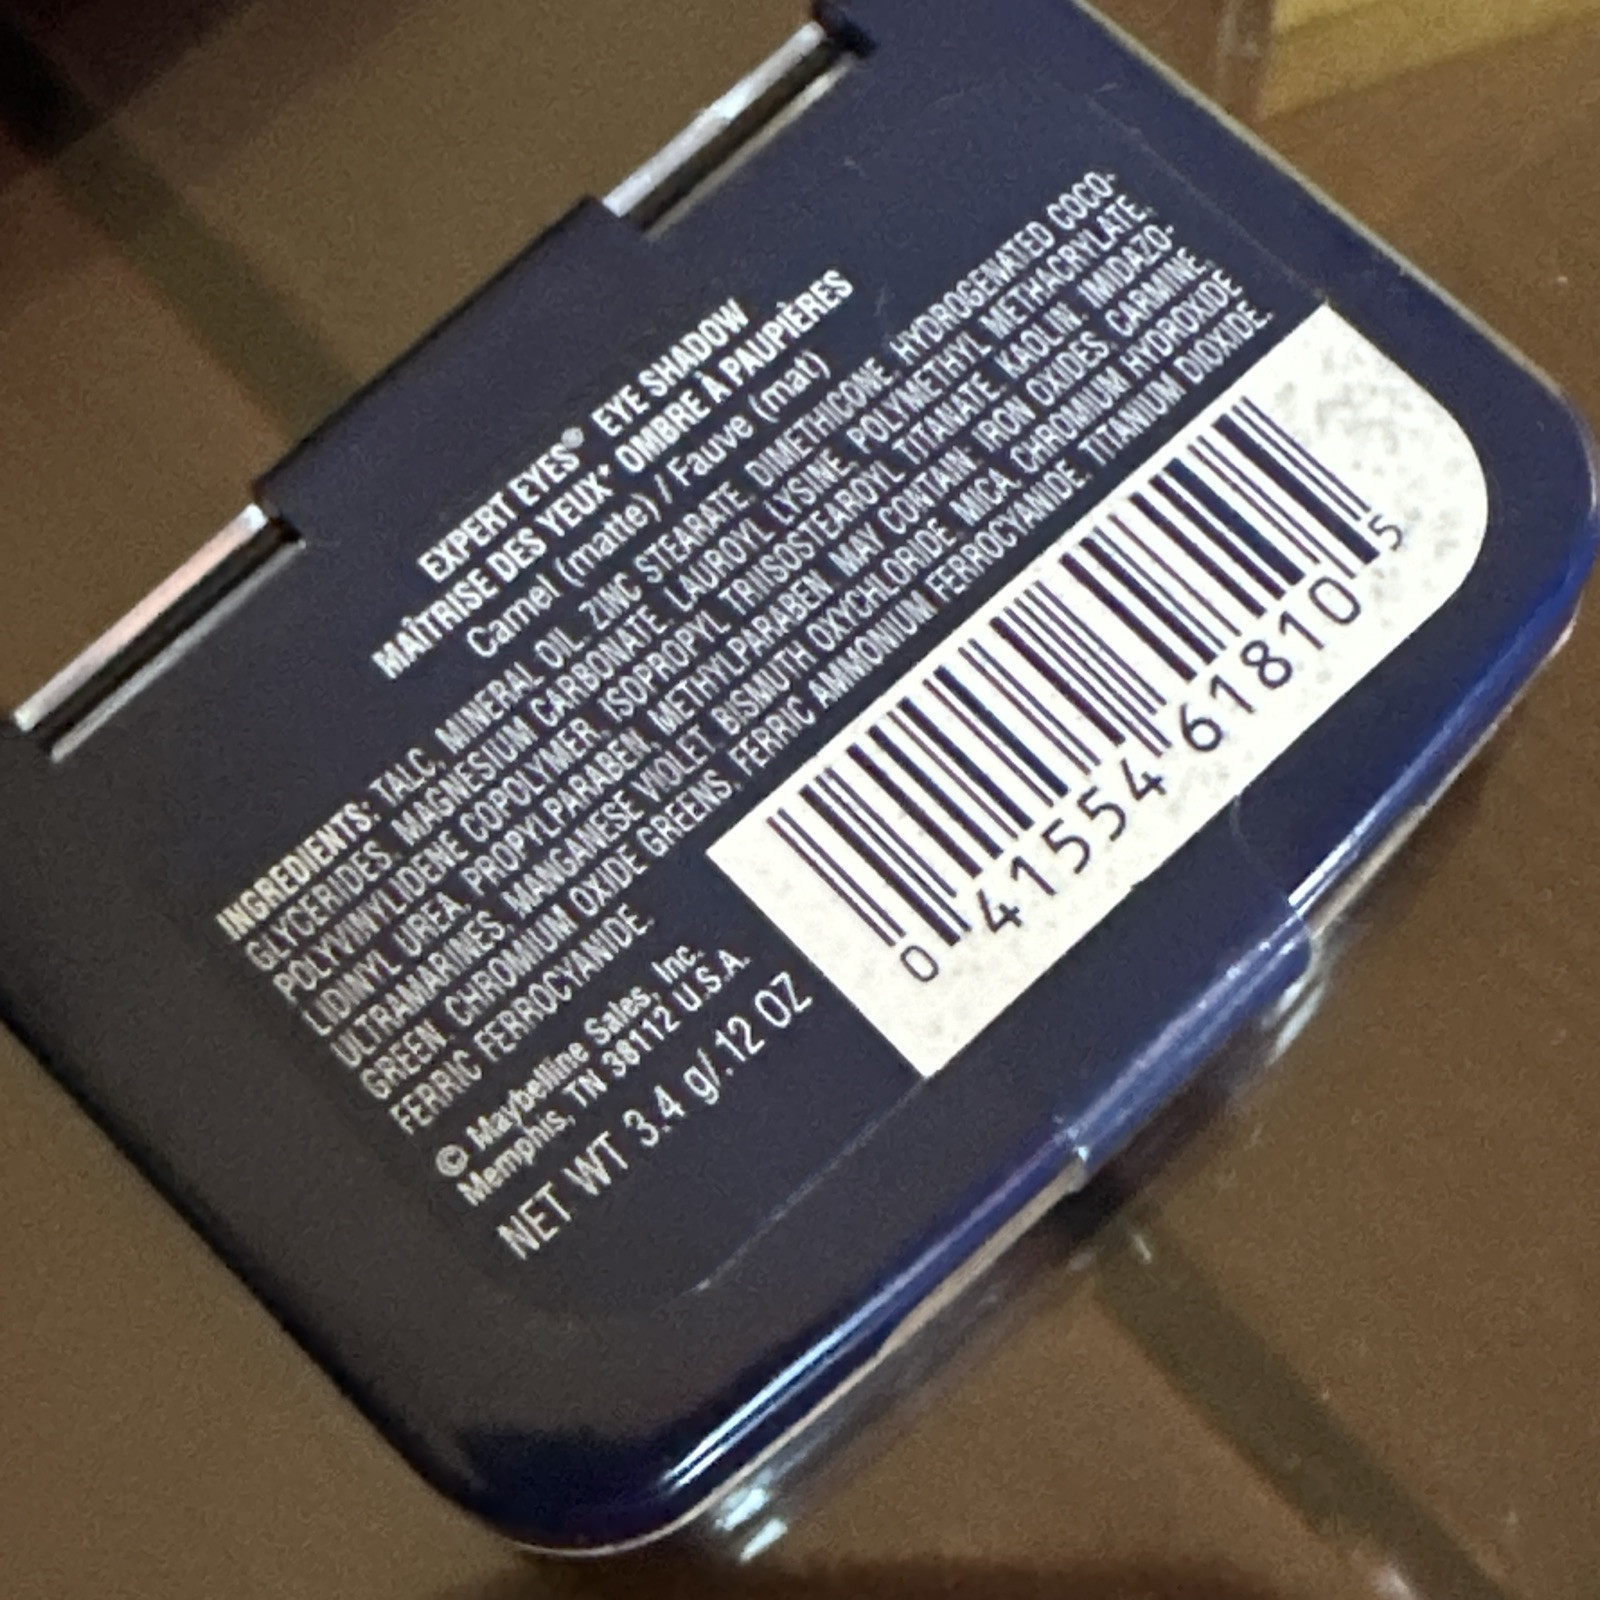 EXPERT EYES® EYE SHADOW
MAÎTRISE DES YEUX* OMBRE À PAUPIÈRES
Camel (matte) / Fauve (mat)
INGREDIENTS: TALC, MINERAL OIL, ZINC STEARATE, DIMETHICONE, HYDROGENATED COCO-
GLYCERIDES, MAGNESIUM CARBONATE, LAUROYL LYSINE, POLYMETHYL METHACRYLATE,
POLYVINYLIDENE COPOLYMER, ISOPROPYL TRIISOSTEAROYL TITANATE, KAOLIN, IMIDAZO-
LIDINYL UREA, PROPYLPARABEN, METHYLPARABEN. MAY CONTAIN: IRON OXIDES, CARMINE,
ULTRAMARINES, MANGANESE VIOLET, BISMUTH OXYCHLORIDE, MICA, CHROMIUM HYDROXIDE
GREEN, CHROMIUM OXIDE GREENS, FERRIC AMMONIUM FERROCYANIDE, TITANIUM DIOXIDE,
FERRIC FERROCYANIDE.
© Maybelline Sales, Inc.
Memphis, TN 38112 U.S.A.
NET WT 3.4 g/.12 OZ
0 41554 61810 5